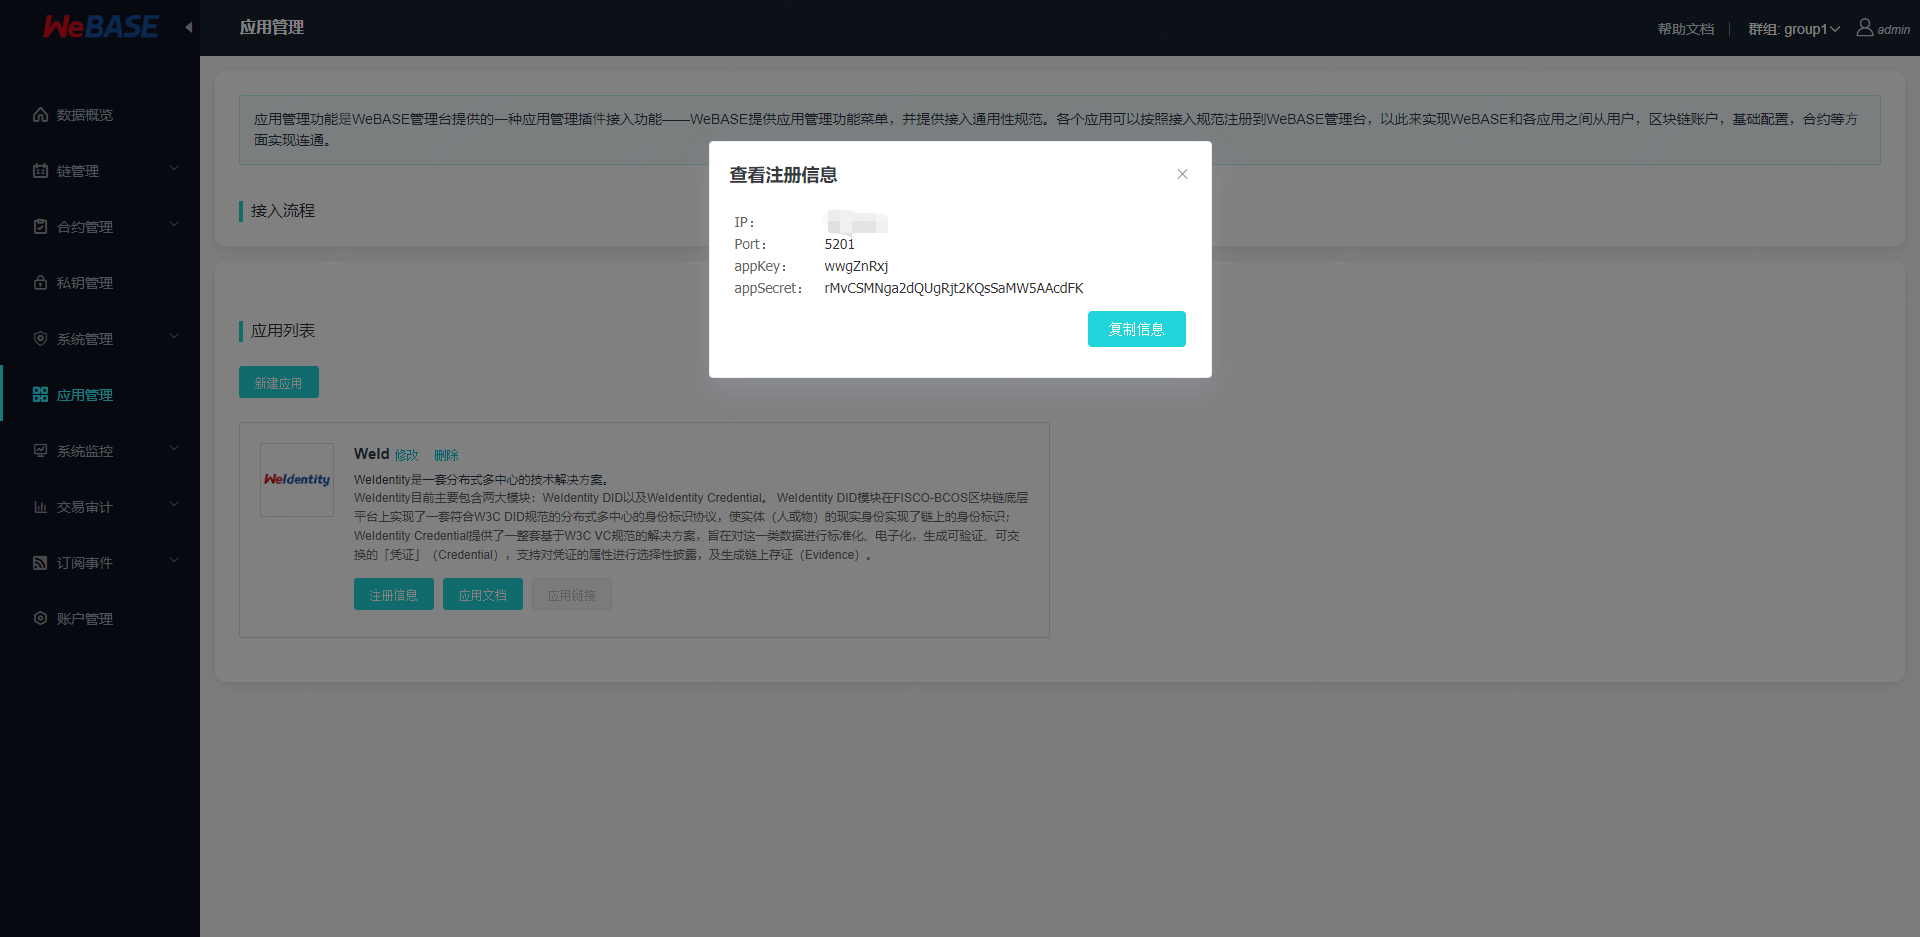 WeBASE
应用管理
帮助文档
群组: group1
admin
数据概览
链管理
合约管理
私钥管理
系统管理
应用管理
系统监控
交易审计
订阅事件
账户管理
应用管理功能是WeBASE管理台提供的一种应用管理插件接入功能——WeBASE提供应用管理功能菜单，并提供接入通用性规范。各个应用可以按照接入规范注册到WeBASE管理台，以此来实现WeBASE和各应用之间从用户，区块链账户，基础配置，合约等方
面实现连通。
接入流程
查看注册信息
IP：
Port： 5201
appKey： wwgZnRxj
appSecret： rMvCSMNga2dQUgRjt2KQsSaMW5AAcdFK
复制信息
应用列表
新建应用
WeIdentity
WeId 修改 删除
WeIdentity是一套分布式多中心的技术解决方案。
WeIdentity目前主要包含两大模块：WeIdentity DID以及WeIdentity Credential。 WeIdentity DID模块在FISCO-BCOS区块链底层
平台上实现了一套符合W3C DID规范的分布式多中心的身份标识协议，使实体（人或物）的现实身份实现了链上的身份标识；
WeIdentity Credential提供了一整套基于W3C VC规范的解决方案，旨在对这一类数据进行标准化、电子化，生成可验证、可交
换的「凭证」（Credential），支持对凭证的属性进行选择性披露，及生成链上存证（Evidence）。
注册信息 应用文档 应用链接